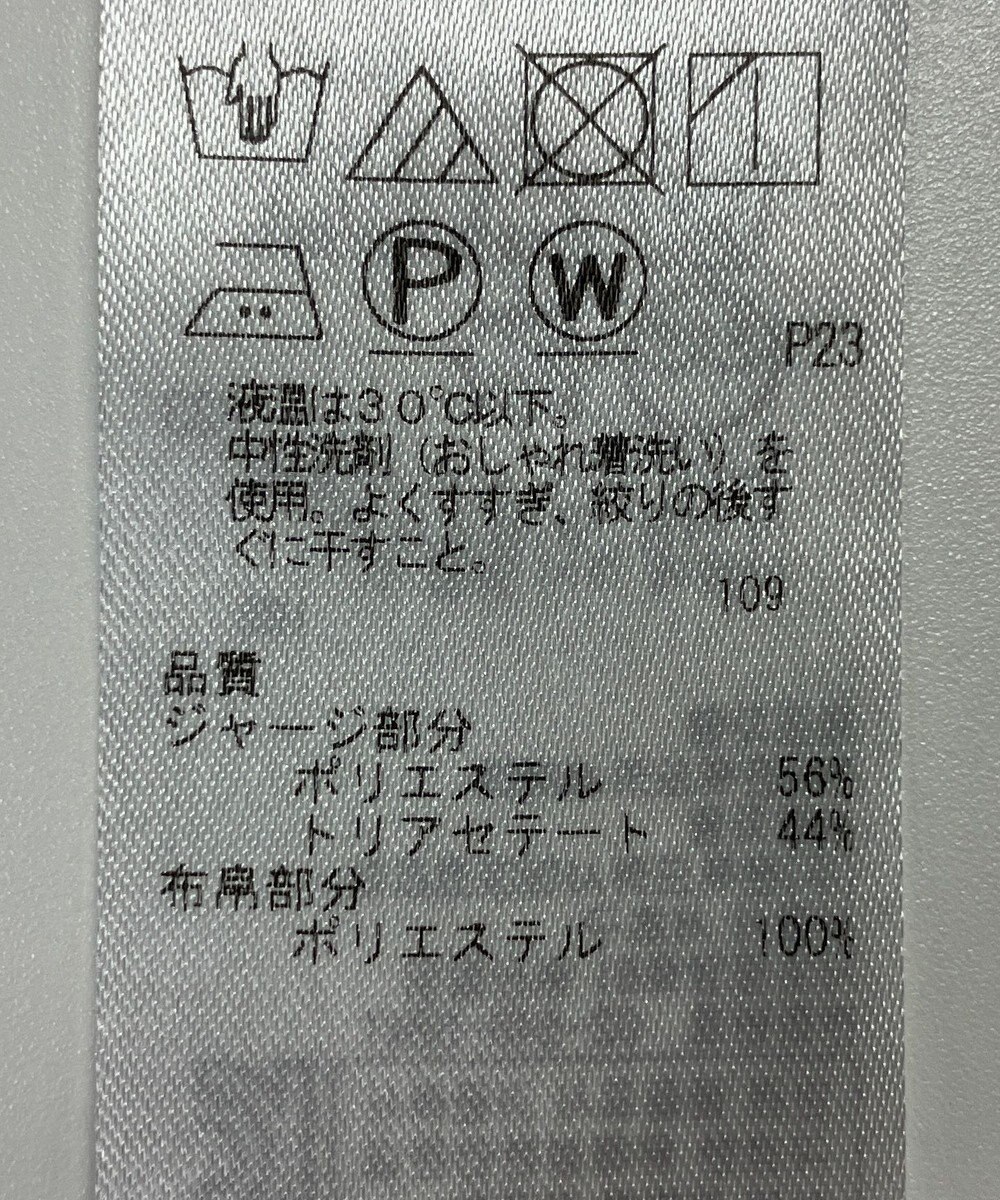 P W
P23
液温は30℃以下。
中性洗剤（おしゃれ着洗い）を
使用。よくすすぎ、絞りの後す
ぐに干すこと。
109
品質
ジャージ部分
ポリエステル 56%
トリアセテート 44%
布帛部分
ポリエステル 100%